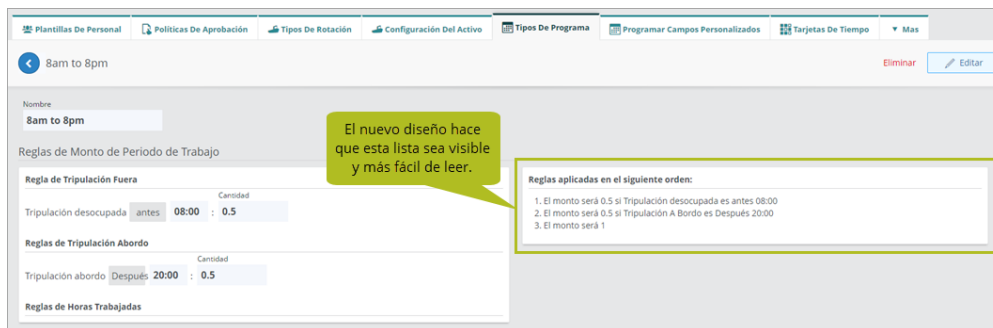 Plantillas De Personal
Políticas De Aprobación
Tipos De Rotación
Configuración Del Activo
Tipos De Programa
Programar Campos Personalizados
Tarjetas De Tiempo
Mas
8am to 8pm
Eliminar
Editar
Nombre
8am to 8pm
El nuevo diseño hace
que esta lista sea visible
y más fácil de leer.
Reglas de Monto de Periodo de Trabajo
Regla de Tripulación Fuera
Cantidad
Tripulación desocupada antes 08:00 : 0.5
Reglas de Tripulación Abordo
Cantidad
Tripulación abordo Después 20:00 : 0.5
Reglas de Horas Trabajadas
Reglas aplicadas en el siguiente orden:
1. El monto será 0.5 si Tripulación desocupada es antes 08:00
2. El monto será 0.5 si Tripulación A Bordo es Después 20:00
3. El monto será 1